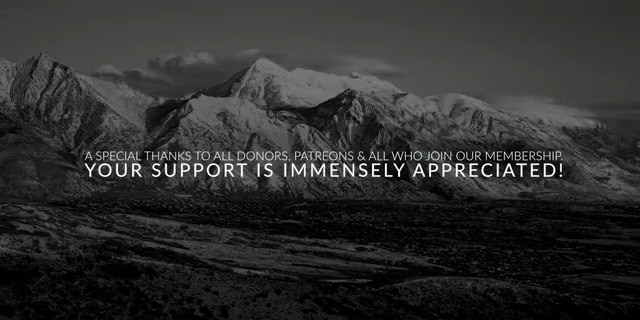 A SPECIAL THANKS TO ALL DONORS, PATREONS & ALL WHO JOIN OUR MEMBERSHIP.
YOUR SUPPORT IS IMMENSELY APPRECIATED!